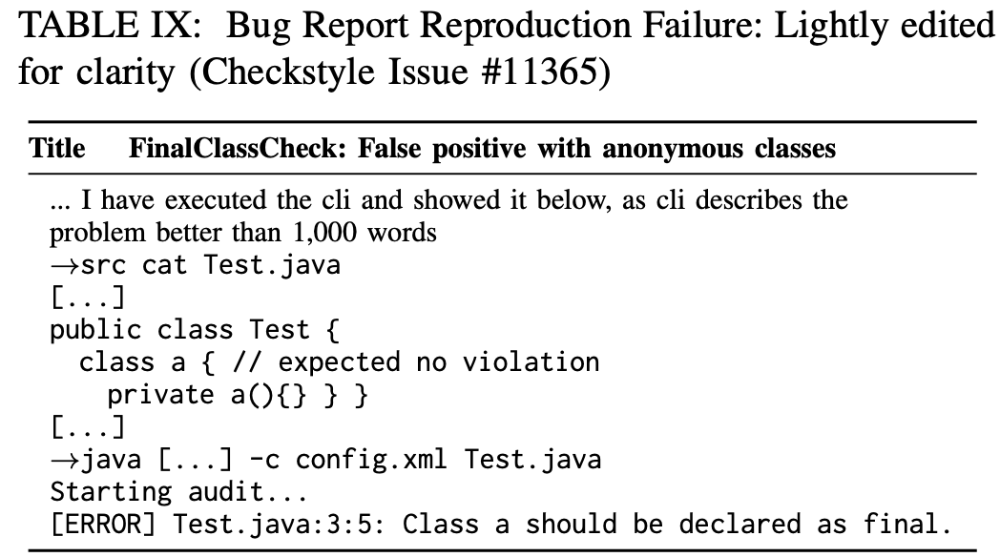 TABLE IX: Bug Report Reproduction Failure: Lightly edited
for clarity (Checkstyle Issue #11365)
Title FinalClassCheck: False positive with anonymous classes
... I have executed the cli and showed it below, as cli describes the
problem better than 1,000 words
→src cat Test.java
[...]
public class Test {
class a { // expected no violation
private a(){} } }
[...]
→java [...] -c config.xml Test.java
Starting audit...
[ERROR] Test.java:3:5: Class a should be declared as final.